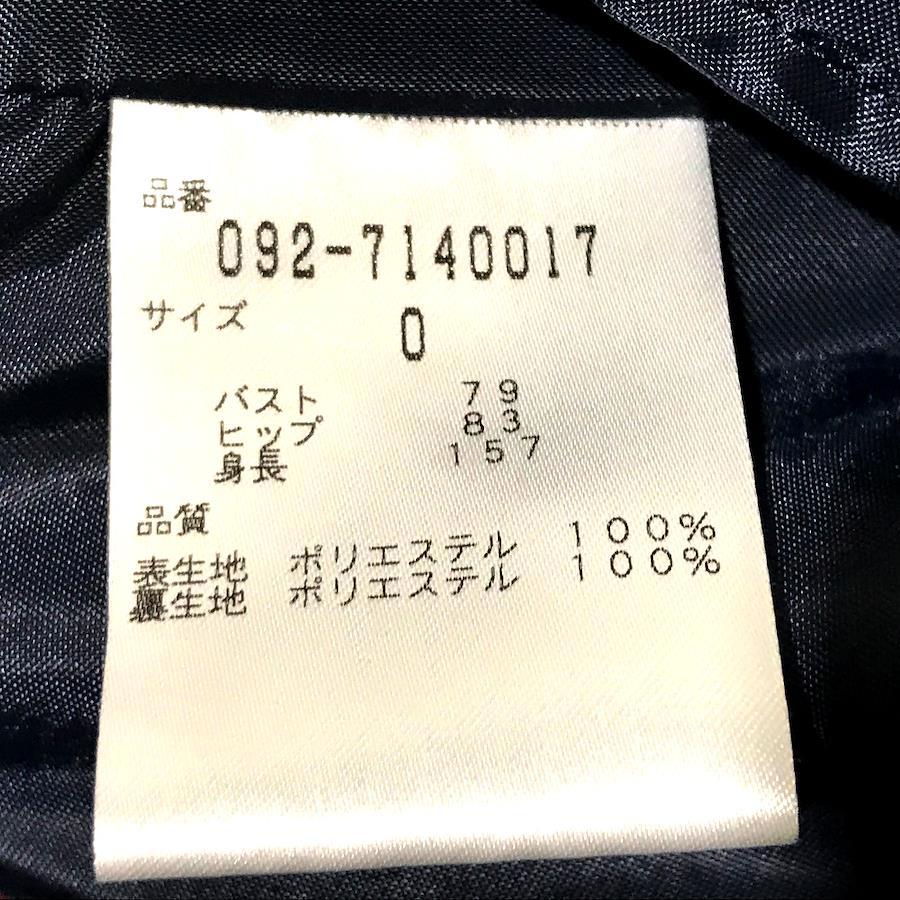 品番
092-7140017
サイズ 0
バスト 79
ヒップ 83
身長 157
品質
表生地 ポリエステル 100%
裏生地 ポリエステル 100%